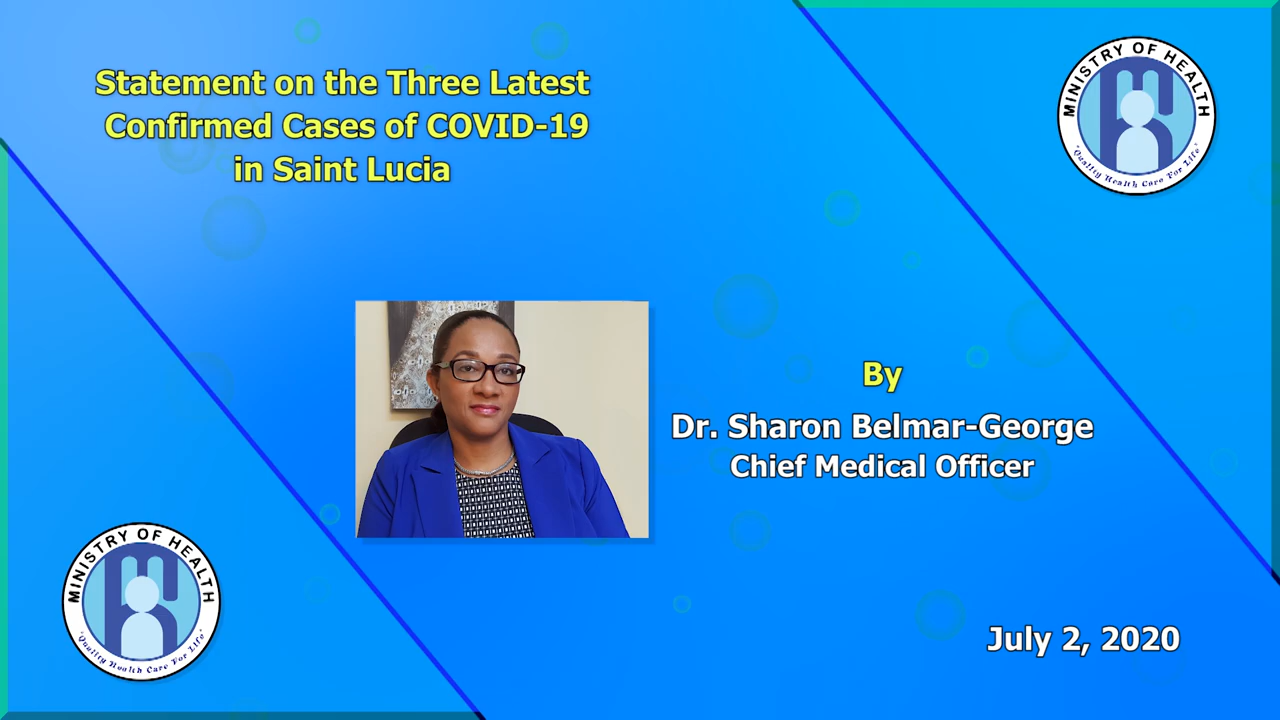 Statement on the Three Latest
Confirmed Cases of COVID-19
in Saint Lucia
MINISTRY OF HEALTH
"Quality Health Care For Life"
By
Dr. Sharon Belmar-George
Chief Medical Officer
MINISTRY OF HEALTH
"Quality Health Care For Life"
July 2, 2020